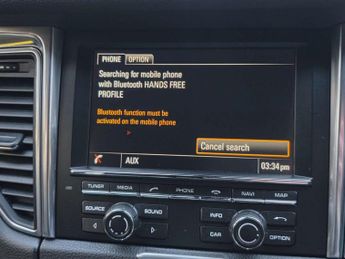 PHONE OPTION
Searching for mobile phone
with Bluetooth HANDS FREE
PROFILE
Bluetooth function must be
activated on the mobile phone
Cancel search
AUX 03:34pm
TUNER MEDIA PHONE NAVI MAP
SOURCE SOUND INFO
CAR OPTION